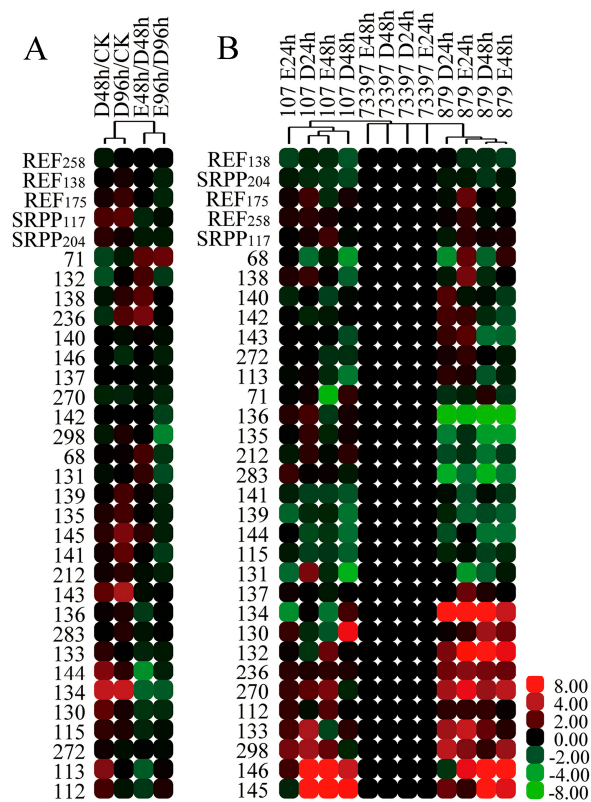 A
D48h/CK
D96h/CK
E48h/D48h
E96h/D96h
REF258
REF138
REF175
SRPP117
SRPP204
71
132
138
236
140
146
137
270
142
298
68
131
139
135
145
141
212
143
136
283
133
144
134
130
115
272
113
112
B
107 E24h
107 D24h
107 E48h
107 D48h
73397 E48h
73397 D48h
73397 D24h
73397 E24h
879 D24h
879 E24h
879 D48h
879 E48h
REF138
SRPP204
REF175
REF258
SRPP117
68
138
140
142
143
272
113
71
136
135
212
283
141
139
144
115
131
137
134
130
132
236
270
112
133
298
146
145
8.00
4.00
2.00
0.00
-2.00
-4.00
-8.00